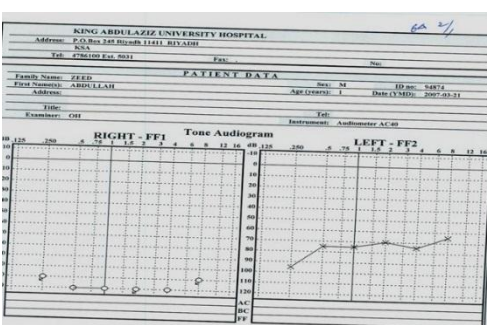 KING ABDULAZIZ UNIVERSITY HOSPITAL
Address: P.O.Box 245 Riyadh 11411 RIYADH
KSA
Tel: 4786100 Ext. 5031 Fax: No:
PATIENT DATA
Family Name: ZEED Sex: M ID no: 94874
First Name(s): ABDULLAH Age (years): 1 Date (YMD): 2007-03-21
Address:
Title: Tel:
Examiner: OH Instrument: Audiometer AC40
Tone Audiogram
RIGHT - FF1 LEFT - FF2
.125 .250 .5 .75 1 1.5 2 3 4 6 8 12 16 dB .125 .250 .5 .75 1 1.5 2 3 4 6 8 12 16
-10
0
10
20
30
40
50
60
70
80
90
100
110
120
AC
BC
FF